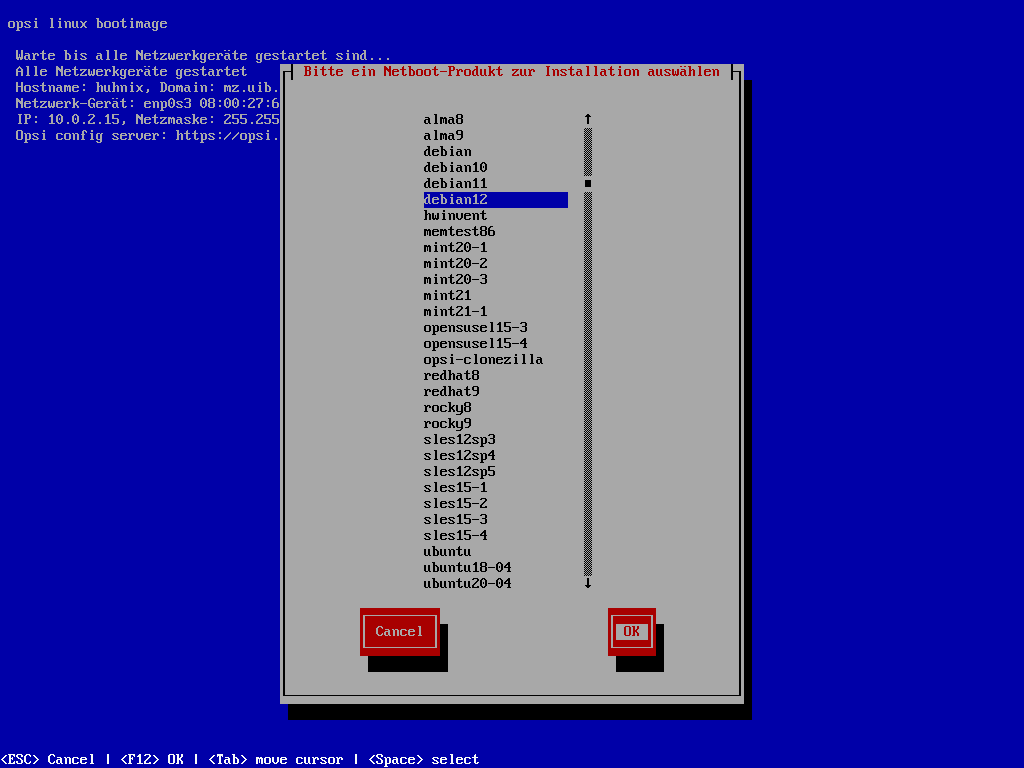 opsi linux bootimage
Warte bis alle Netzwerkgeräte gestartet sind...
Alle Netzwerkgeräte gestartet
Hostname: huhnix, Domain: mz.uib.
Netzwerk-Gerät: enp0s3 08:00:27:6
IP: 10.0.2.15, Netzmaske: 255.255
Opsi config server: https://opsi.
Bitte ein Netboot-Produkt zur Installation auswählen
alma8
alma9
debian
debian10
debian11
debian12
hwinvent
memtest86
mint20-1
mint20-2
mint20-3
mint21
mint21-1
opensusel15-3
opensusel15-4
opsi-clonezilla
redhat8
redhat9
rocky8
rocky9
sles12sp3
sles12sp4
sles12sp5
sles15-1
sles15-2
sles15-3
sles15-4
ubuntu
ubuntu18-04
ubuntu20-04
Cancel OK
<ESC> Cancel | <F12> OK | <Tab> move cursor | <Space> select